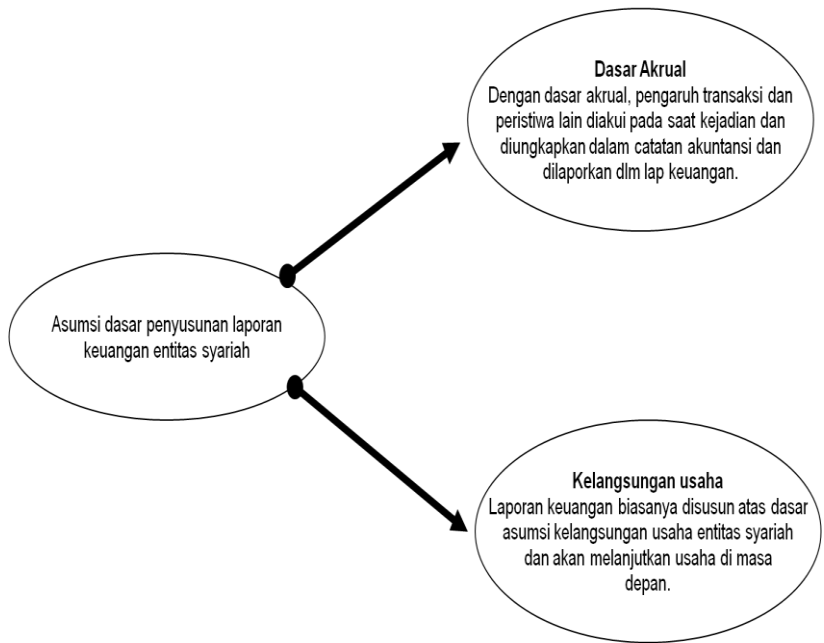 Dasar Akrual
Dengan dasar akrual, pengaruh transaksi dan
peristiwa lain diakui pada saat kejadian dan
diungkapkan dalam catatan akuntansi dan
dilaporkan dlm lap keuangan.
Asumsi dasar penyusunan laporan
keuangan entitas syariah
Kelangsungan usaha
Laporan keuangan biasanya disusun atas dasar
asumsi kelangsungan usaha entitas syariah
dan akan melanjutkan usaha di masa
depan.